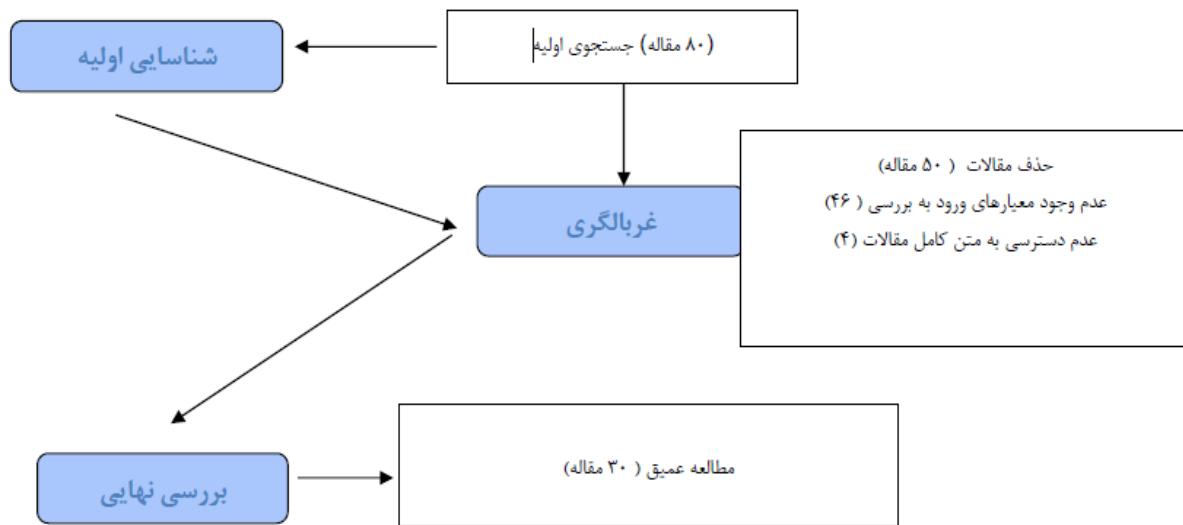 (۸۰ مقاله) جستجوی اولیه
شناسایی اولیه
حذف مقالات ( ۵۰ مقاله)
عدم وجود معیارهای ورود به بررسی ( ۴۶)
عدم دسترسی به متن کامل مقالات (۴)
غربالگری
مطالعه عمیق ( ۳۰ مقاله)
بررسی نهایی